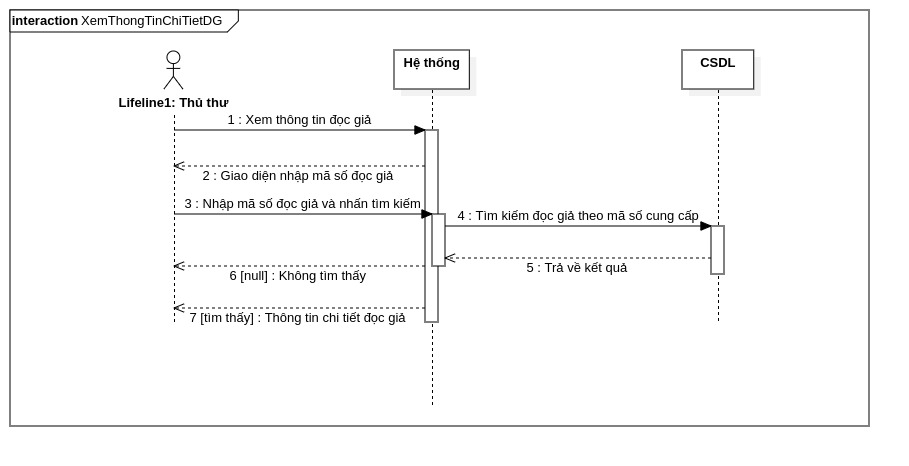 interaction XemThongTinChiTietDG
Hệ thống
CSDL
Lifeline1: Thủ thư
1 : Xem thông tin đọc giả
2 : Giao diện nhập mã số đọc giả
3 : Nhập mã số đọc giả và nhấn tìm kiếm
4 : Tìm kiếm đọc giả theo mã số cung cấp
5 : Trả về kết quả
6 [null] : Không tìm thấy
7 [tìm thấy] : Thông tin chi tiết đọc giả